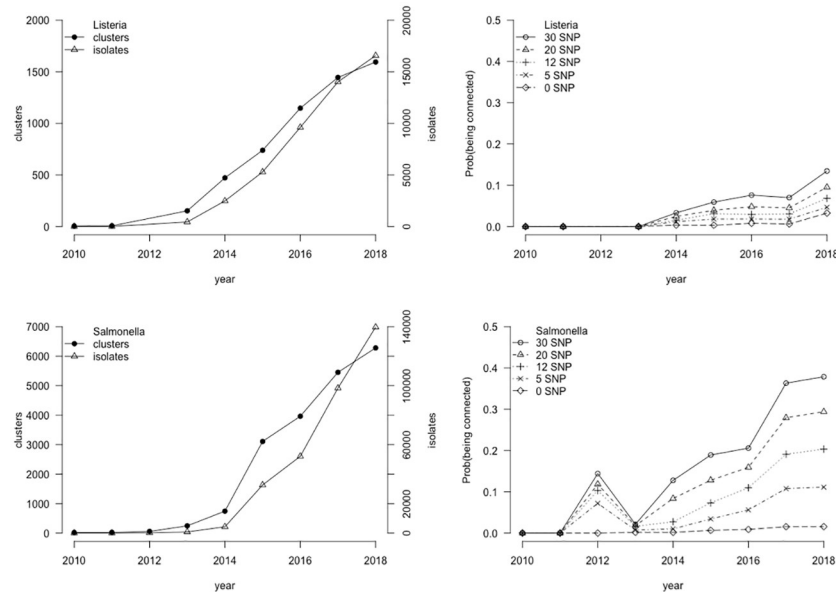 Listeria
clusters
isolates
2000
1500
1000
500
0
clusters
20000
15000
10000
5000
0
isolates
2010 2012 2014 2016 2018
year
Listeria
30 SNP
20 SNP
12 SNP
5 SNP
0 SNP
0.5
0.4
0.3
0.2
0.1
0.0
Prob(being connected)
2010 2012 2014 2016 2018
year
Salmonella
clusters
isolates
7000
6000
5000
4000
3000
2000
1000
0
clusters
140000
100000
60000
20000
0
isolates
2010 2012 2014 2016 2018
year
Salmonella
30 SNP
20 SNP
12 SNP
5 SNP
0 SNP
0.5
0.4
0.3
0.2
0.1
0.0
Prob(being connected)
2010 2012 2014 2016 2018
year